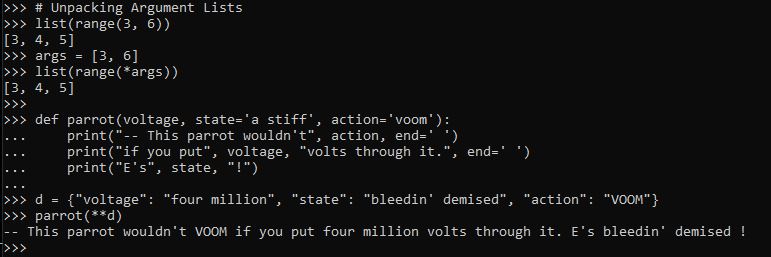 >>> # Unpacking Argument Lists
>>> list(range(3, 6))
[3, 4, 5]
>>> args = [3, 6]
>>> list(range(*args))
[3, 4, 5]
>>>
>>> def parrot(voltage, state='a stiff', action='voom'):
...     print("-- This parrot wouldn't", action, end=' ')
...     print("if you put", voltage, "volts through it.", end=' ')
...     print("E's", state, "!")
...
>>> d = {"voltage": "four million", "state": "bleedin' demised", "action": "VOOM"}
>>> parrot(**d)
-- This parrot wouldn't VOOM if you put four million volts through it. E's bleedin' demised !
>>>